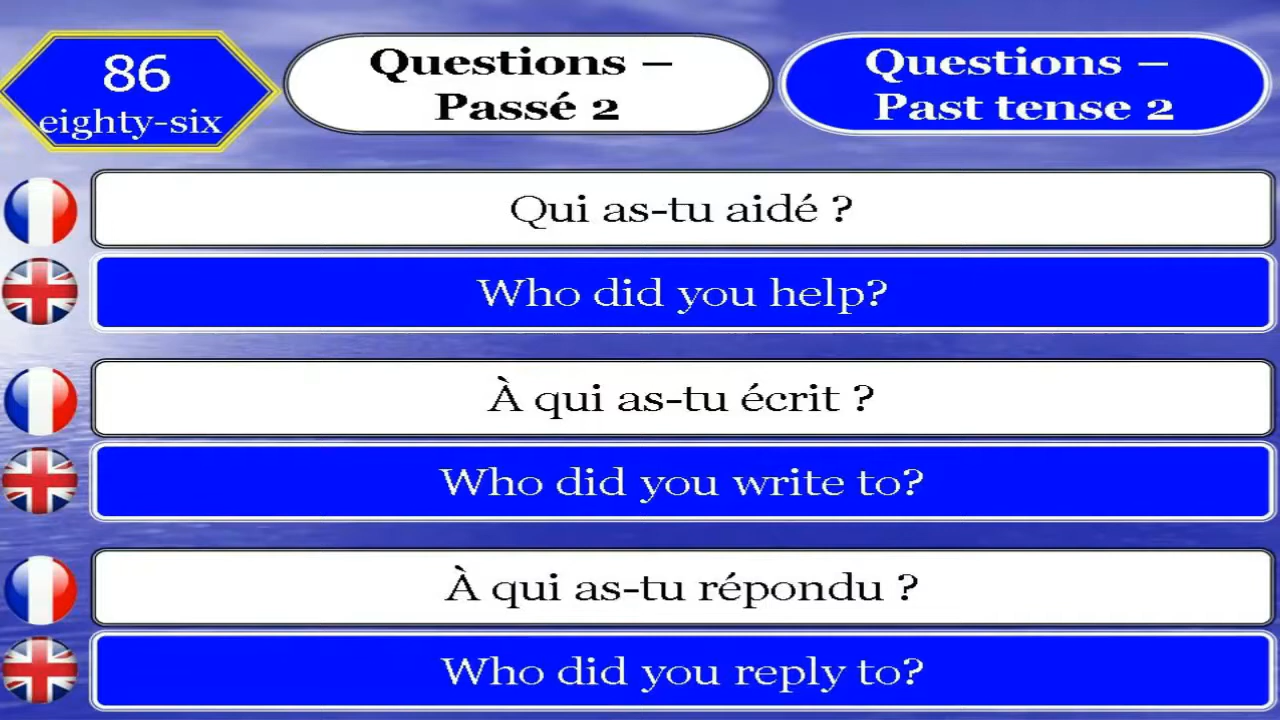 86
eighty-six
Questions –
Passé 2
Questions –
Past tense 2
Qui as-tu aidé ?
Who did you help?
À qui as-tu écrit ?
Who did you write to?
À qui as-tu répondu ?
Who did you reply to?